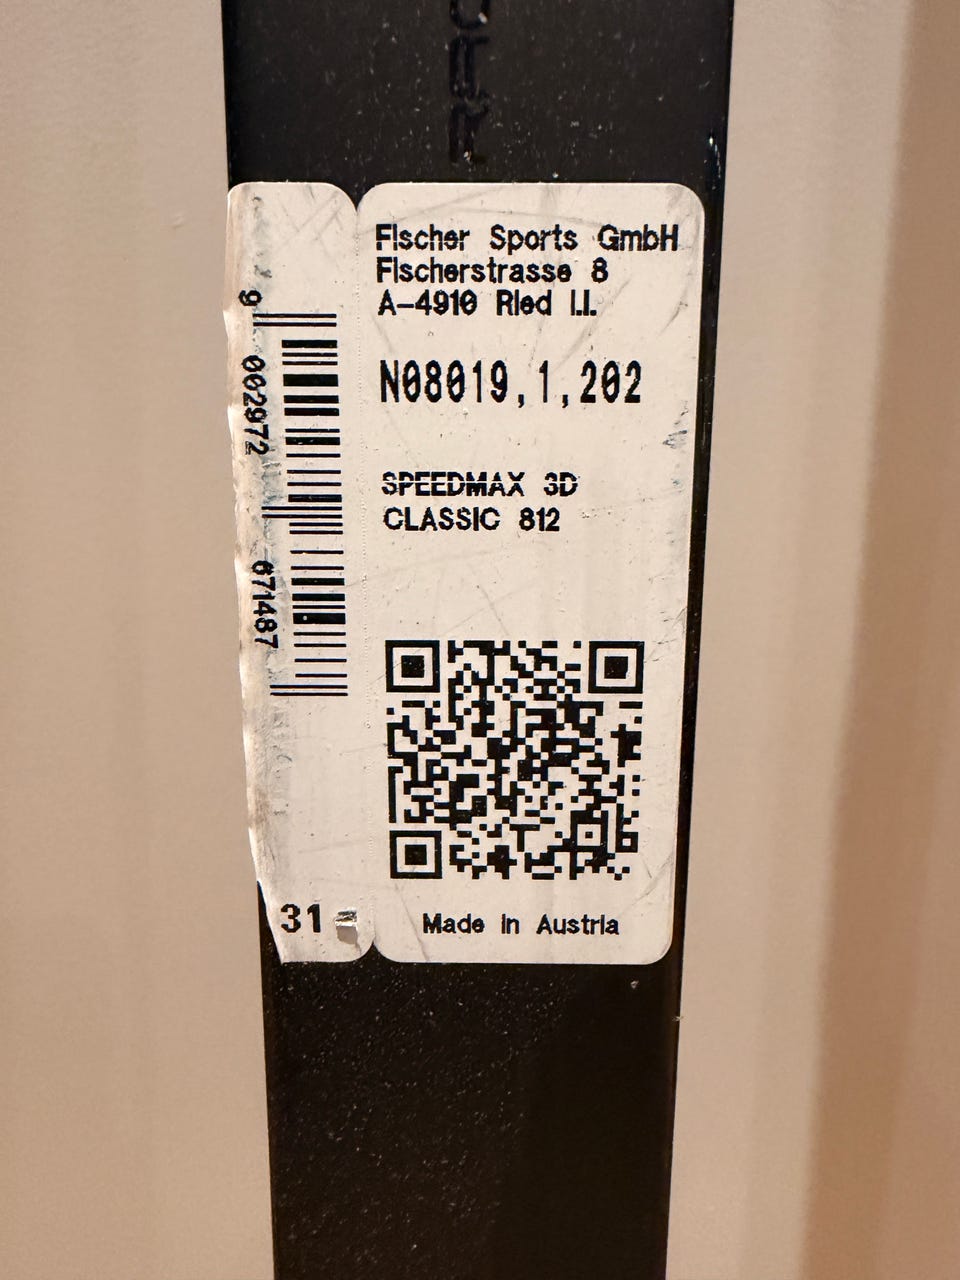 Fischer Sports GmbH
Fischerstrasse 8
A-4910 Ried I.I.
N08019,1,202
SPEEDMAX 3D
CLASSIC 812
Made in Austria
9 002972 671487
31